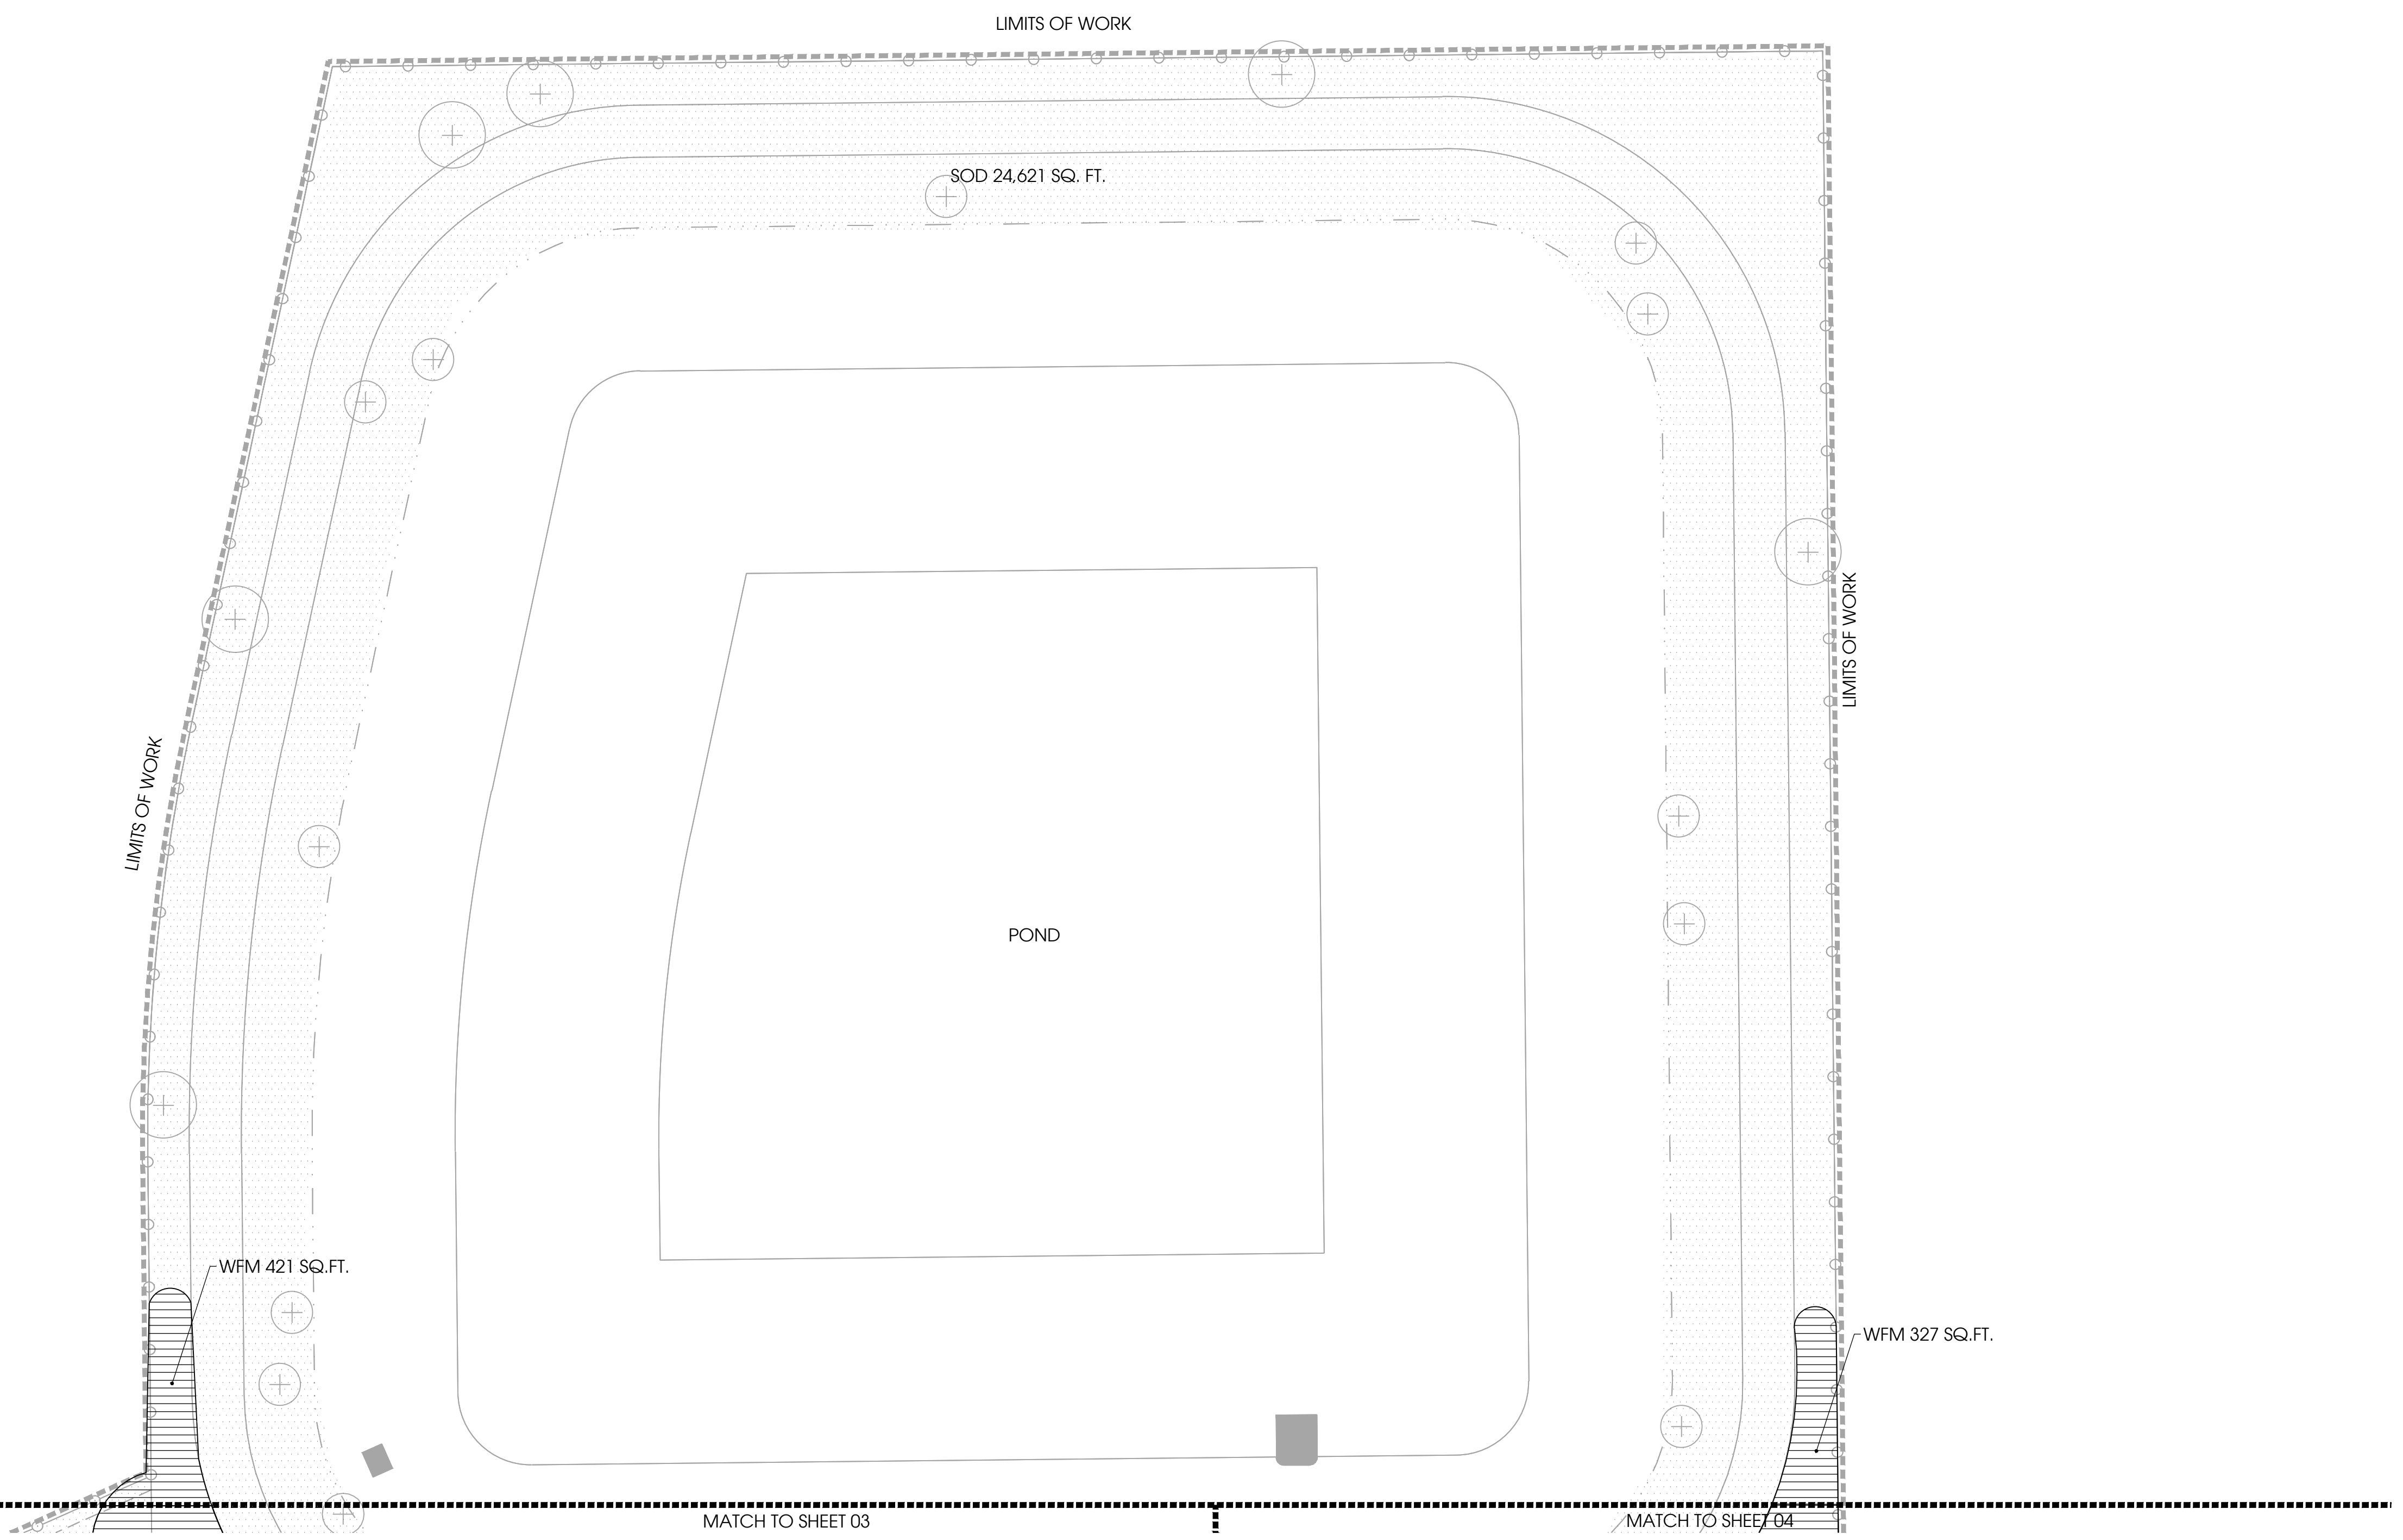 LIMITS OF WORK
SOD 24,621 SQ. FT.
LIMITS OF WORK
LIMITS OF WORK
POND
WFM 421 SQ.FT.
WFM 327 SQ.FT.
MATCH TO SHEET 03
MATCH TO SHEET 04